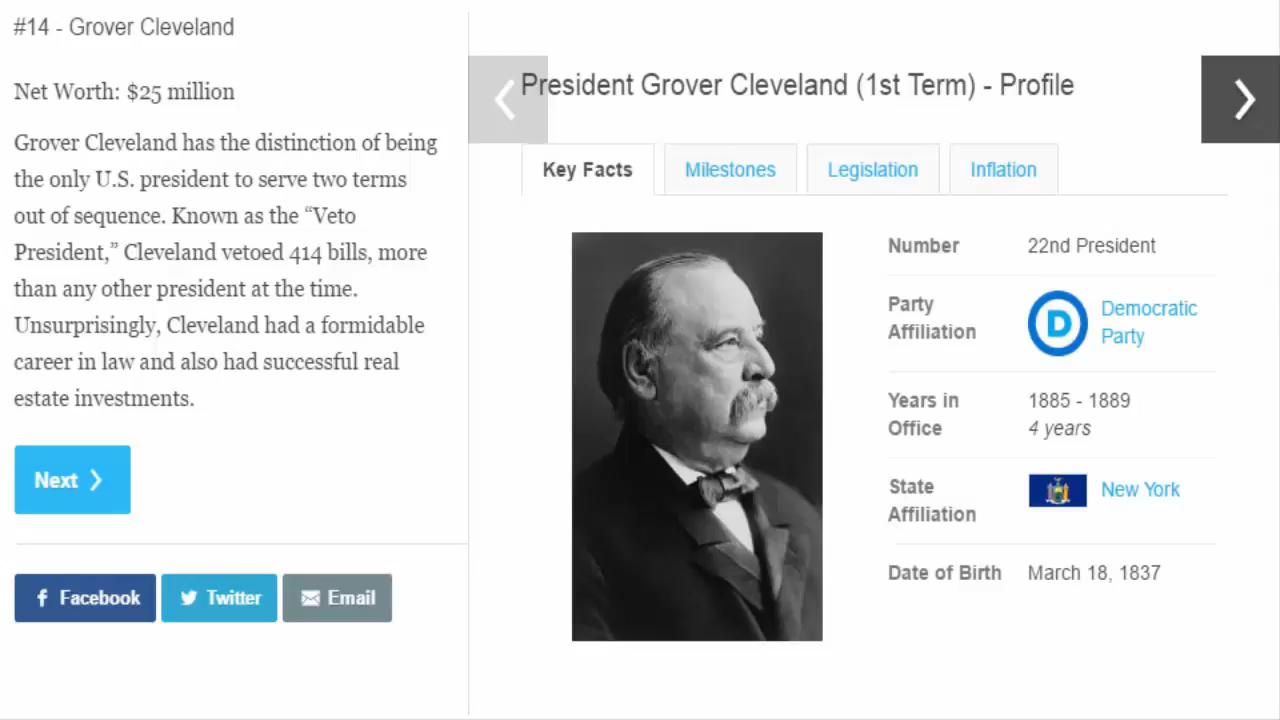 #14 - Grover Cleveland
Net Worth: $25 million
Grover Cleveland has the distinction of being
the only U.S. president to serve two terms
out of sequence. Known as the “Veto
President,” Cleveland vetoed 414 bills, more
than any other president at the time.
Unsurprisingly, Cleveland had a formidable
career in law and also had successful real
estate investments.
Next
Facebook Twitter Email
President Grover Cleveland (1st Term) - Profile
Key Facts Milestones Legislation Inflation
Number 22nd President
Party Affiliation D Democratic Party
Years in Office 1885 - 1889
4 years
State Affiliation New York
Date of Birth March 18, 1837